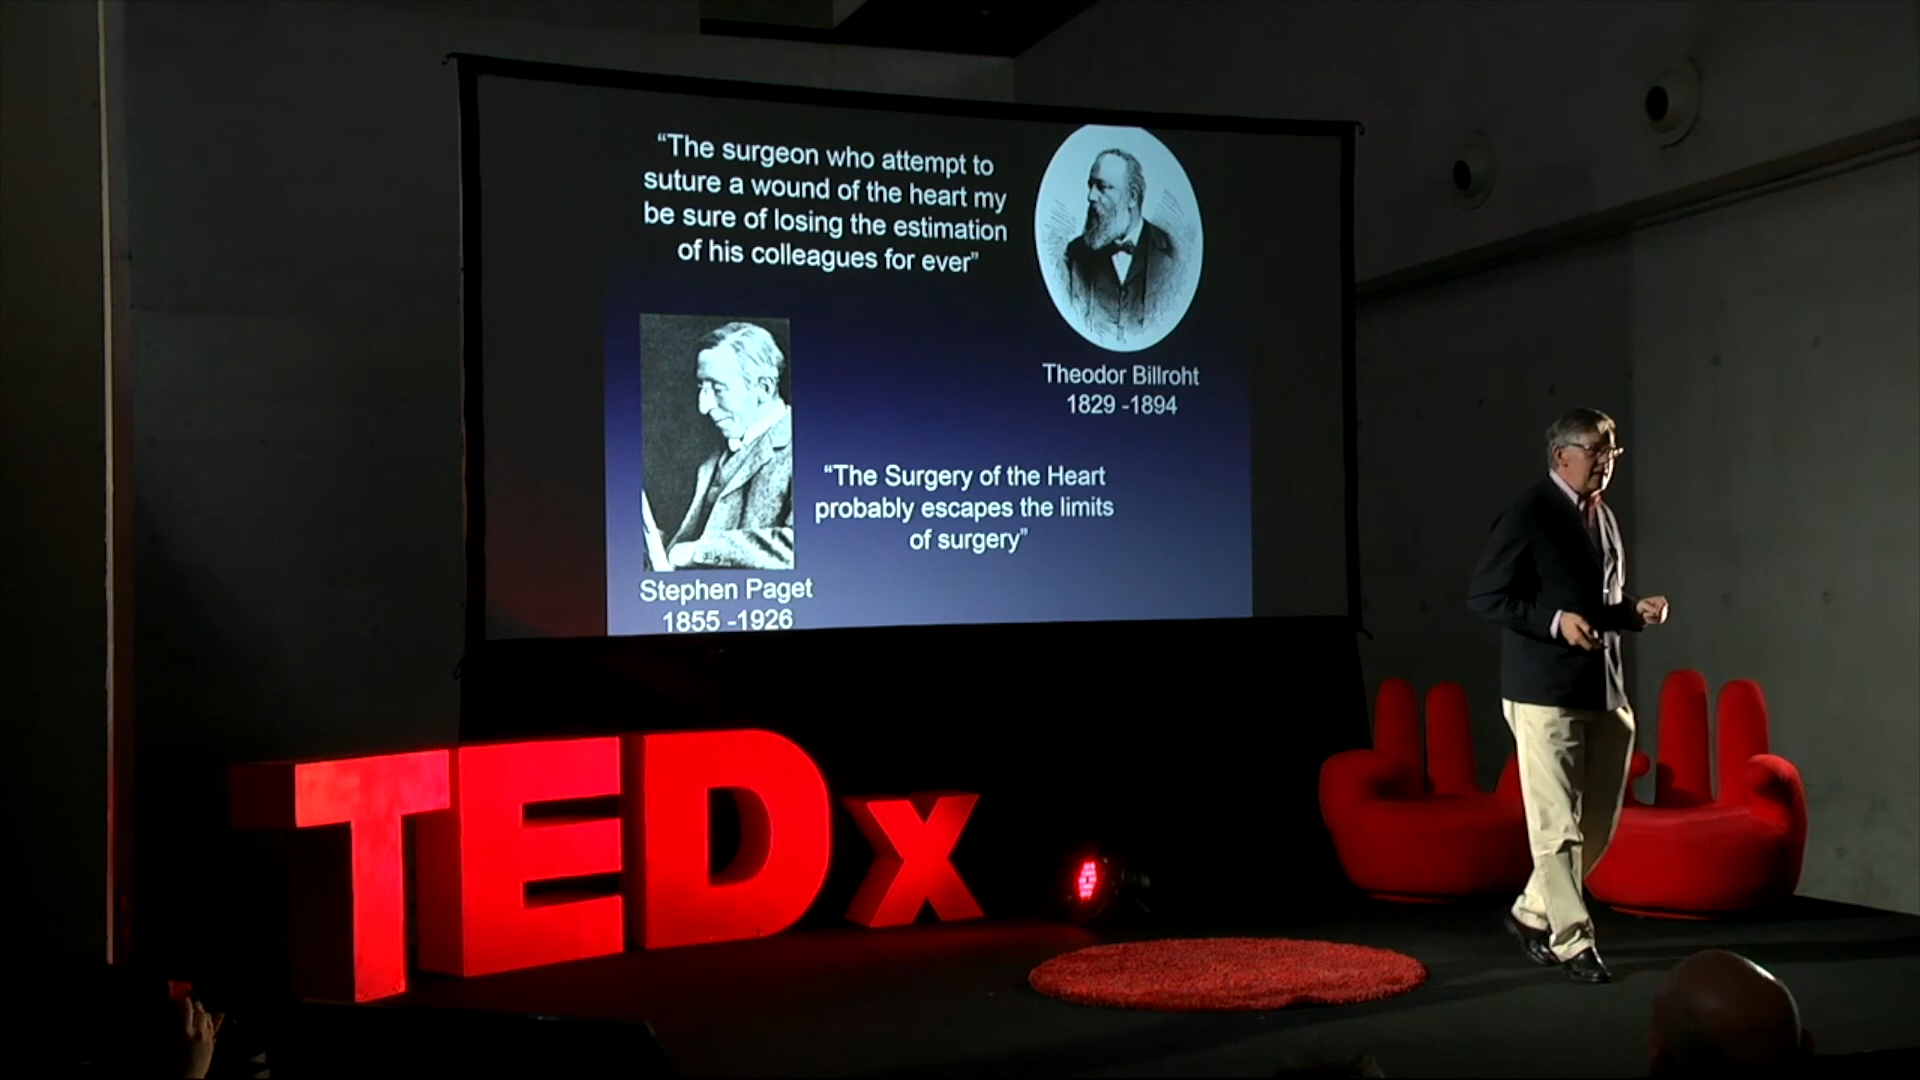 “The surgeon who attempt to
suture a wound of the heart my
be sure of losing the estimation
of his colleagues for ever”
Theodor Billroht
1829 -1894
“The Surgery of the Heart
probably escapes the limits
of surgery”
Stephen Paget
1855 -1926
TEDx